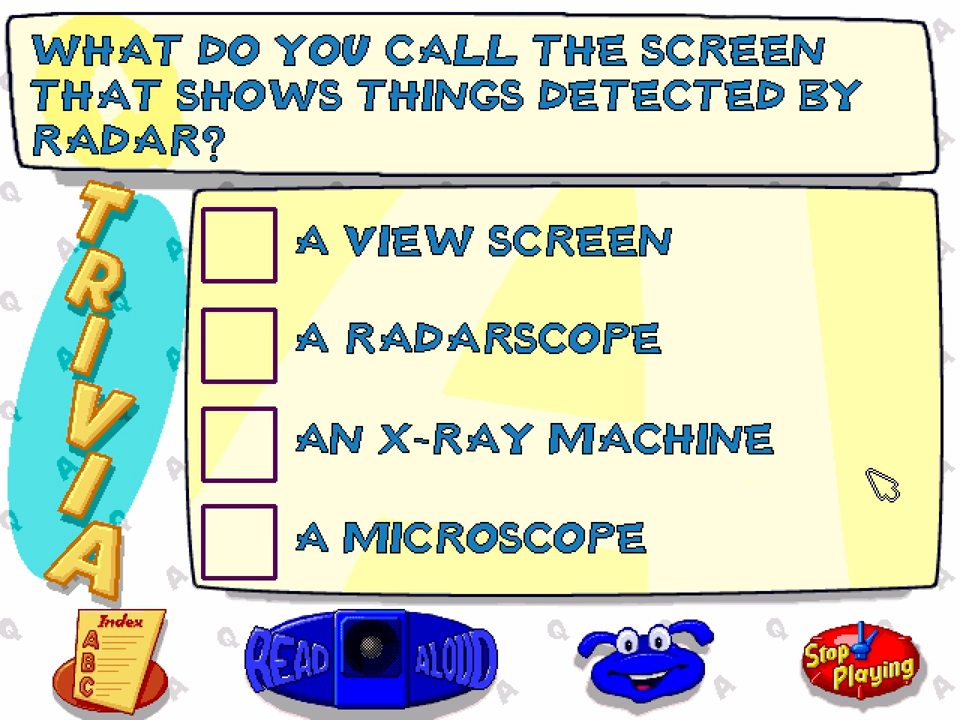 WHAT DO YOU CALL THE SCREEN
THAT SHOWS THINGS DETECTED BY
RADAR?
TRIVIA
A VIEW SCREEN
A RADARSCOPE
AN X-RAY MACHINE
A MICROSCOPE
Index
A
B
C
READ ALOUD
Stop
Playing